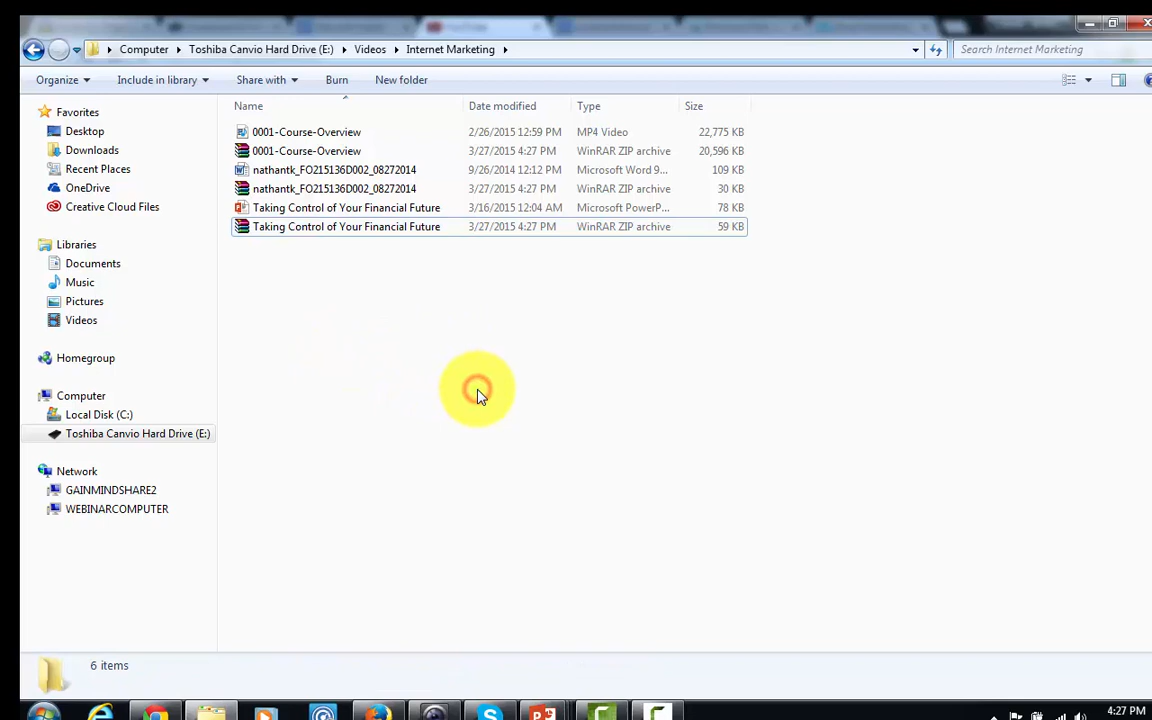 Computer Toshiba Canvio Hard Drive (E:) Videos Internet Marketing Search Internet Marketing
Organize Include in library Share with Burn New folder
Name Date modified Type Size
0001-Course-Overview 2/26/2015 12:59 PM MP4 Video 22,775 KB
0001-Course-Overview 3/27/2015 4:27 PM WinRAR ZIP archive 20,596 KB
nathantk_FO215136D002_08272014 9/26/2014 12:12 PM Microsoft Word 9... 109 KB
nathantk_FO215136D002_08272014 3/27/2015 4:27 PM WinRAR ZIP archive 30 KB
Taking Control of Your Financial Future 3/16/2015 12:04 AM Microsoft PowerP... 78 KB
Taking Control of Your Financial Future 3/27/2015 4:27 PM WinRAR ZIP archive 59 KB
Favorites
Desktop
Downloads
Recent Places
OneDrive
Creative Cloud Files
Libraries
Documents
Music
Pictures
Videos
Homegroup
Computer
Local Disk (C:)
Toshiba Canvio Hard Drive (E:)
Network
GAINMINDSHARE2
WEBINARCOMPUTER
6 items
4:27 PM